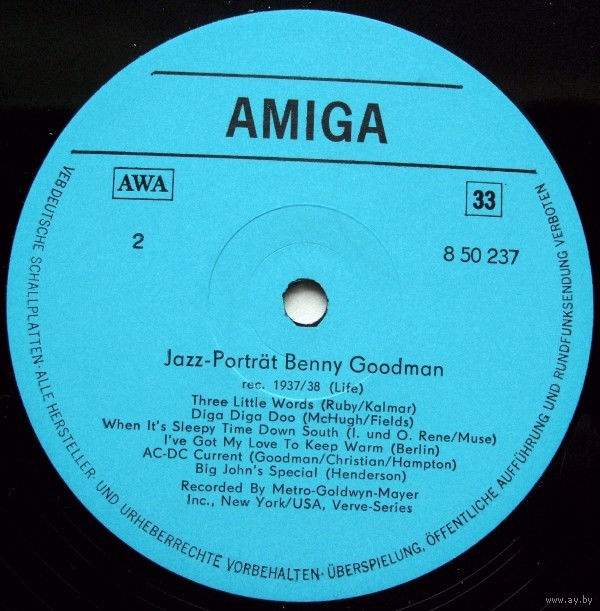 AMIGA
AWA
33
2
8 50 237
Jazz-Porträt Benny Goodman
rec. 1937/38 (Life)
Three Little Words (Ruby/Kalmar)
Diga Diga Doo (McHugh/Fields)
When It's Sleepy Time Down South (I. und O. Rene/Muse)
I've Got My Love To Keep Warm (Berlin)
AC-DC Current (Goodman/Christian/Hampton)
Big John's Special (Henderson)
Recorded By Metro-Goldwyn-Mayer
Inc., New York/USA, Verve-Series
VEB DEUTSCHE SCHALLPLATTEN · ALLE HERSTELLER- UND URHEBERRECHTE VORBEHALTEN · ÜBERSPIELUNG, ÖFFENTLICHE AUFFÜHRUNG UND RUNDFUNKSENDUNG VERBOTEN
www.ay.by